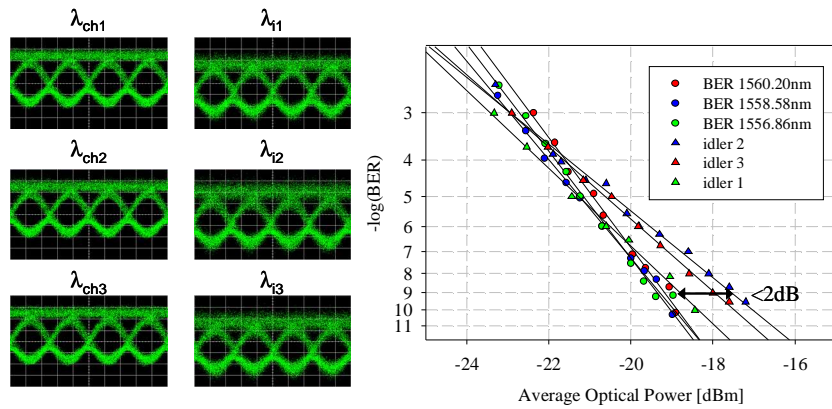 λch1 λi1
λch2 λi2
λch3 λi3
-log(BER)
3
4
5
6
7
8
9
10
11
BER 1560.20nm
BER 1558.58nm
BER 1556.86nm
idler 2
idler 3
idler 1
<2dB
-24 -22 -20 -18 -16
Average Optical Power [dBm]